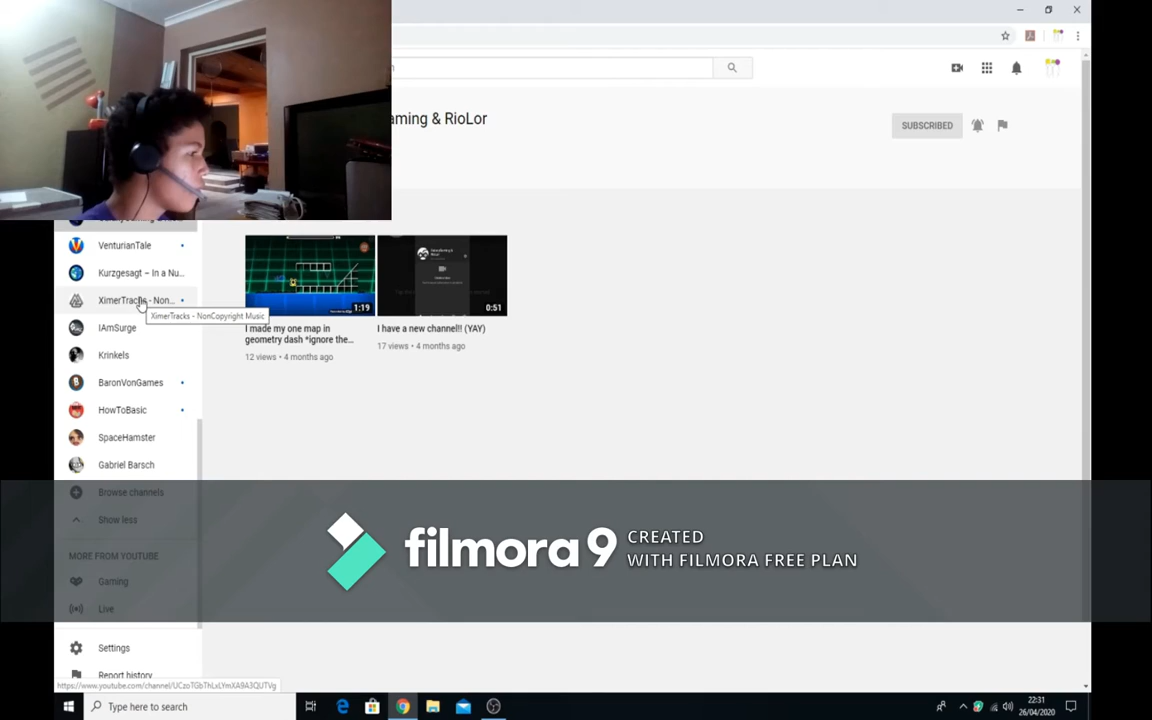 aming & RioLor
SUBSCRIBED
VenturianTale
Kurzgesagt – In a Nu...
XimerTracks - Non...
XimerTracks - NonCopyright Music
IAmSurge
Krinkels
BaronVonGames
HowToBasic
SpaceHamster
Gabriel Barsch
Browse channels
Show less
1:19
0:51
I made my one map in
geometry dash *ignore the...
12 views • 4 months ago
I have a new channel!! (YAY)
17 views • 4 months ago
filmora 9
CREATED
WITH FILMORA FREE PLAN
MORE FROM YOUTUBE
Gaming
Live
Settings
Report history
Type here to search
22:31
26/04/2020